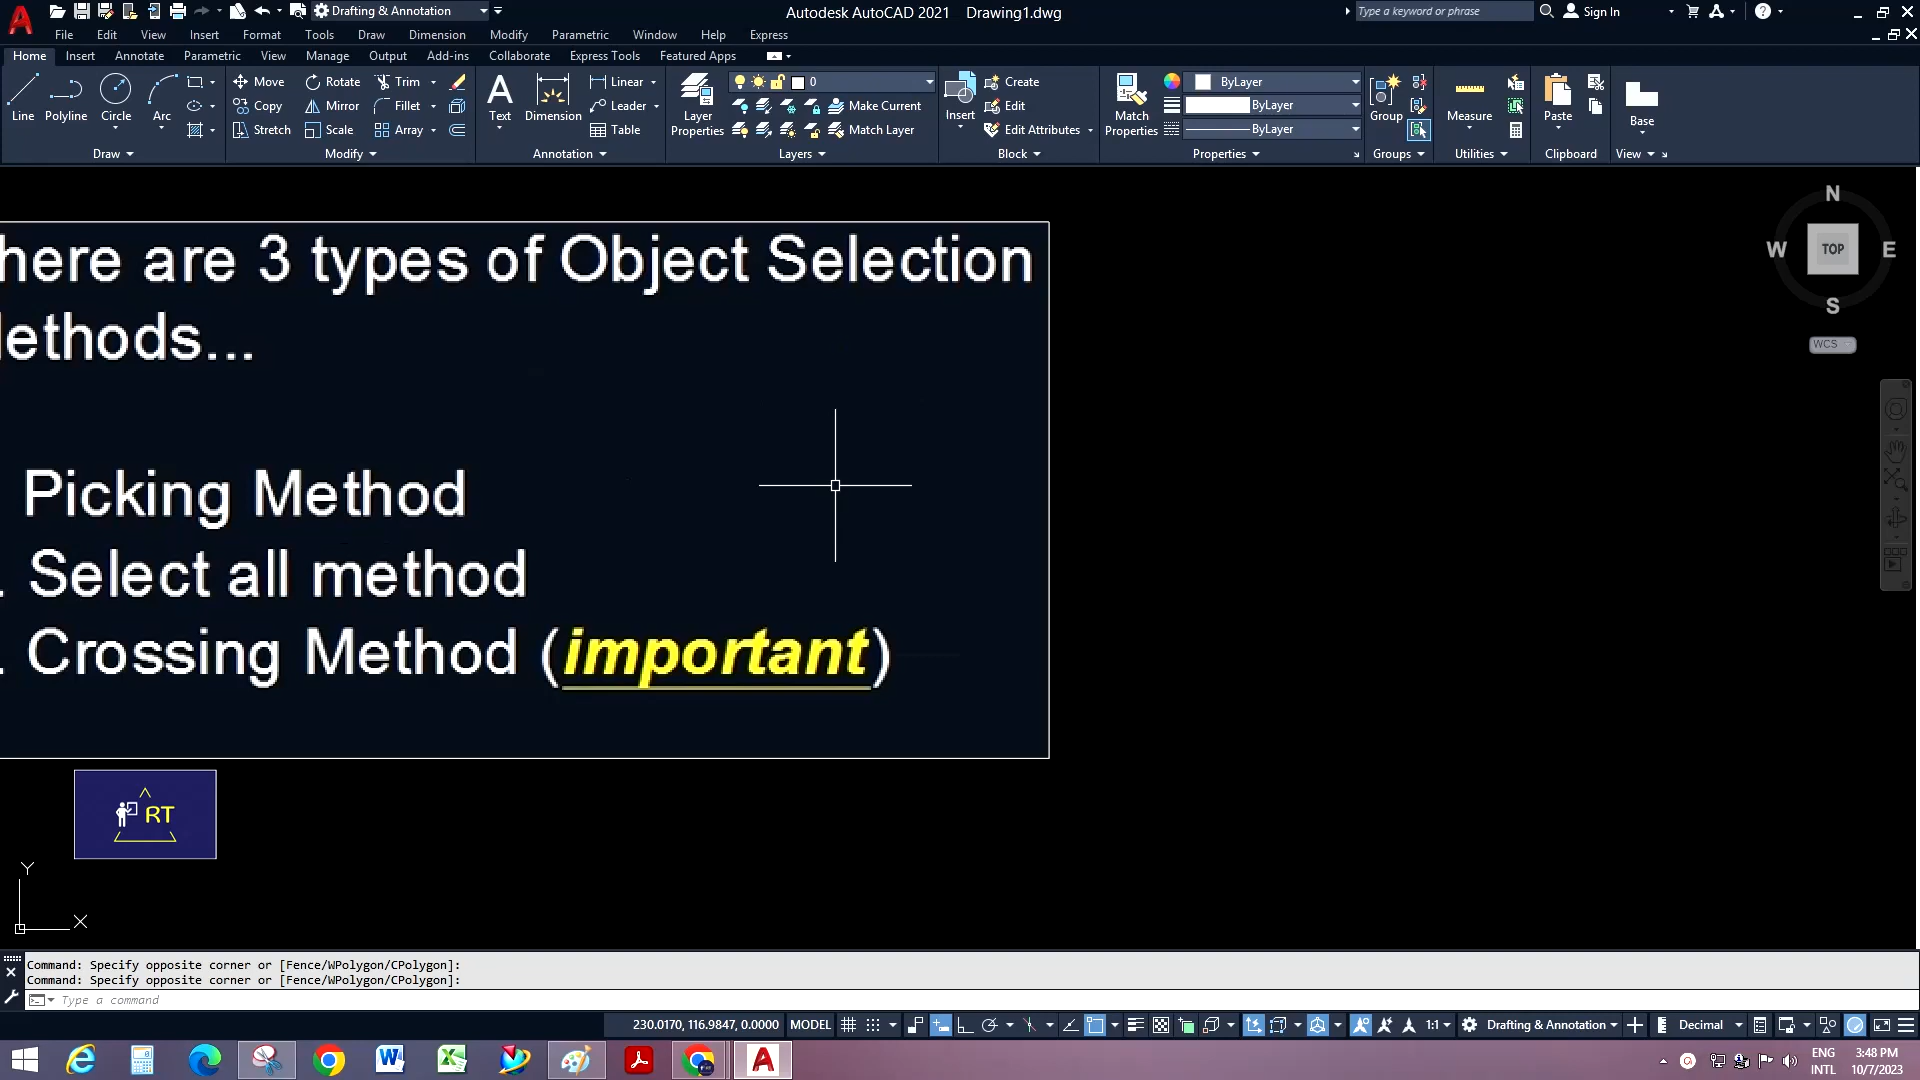 Autodesk AutoCAD 2021 Drawing1.dwg
Drafting & Annotation
Type a keyword or phrase
Sign In
File Edit View Insert Format Tools Draw Dimension Modify Parametric Window Help Express
Home Insert Annotate Parametric View Manage Output Add-ins Collaborate Express Tools Featured Apps
Line Polyline Circle Arc
Move Rotate Trim
Copy Mirror Fillet
Stretch Scale Array
Text Dimension
Linear
Leader
Table
Layer Properties
0
Make Current
Match Layer
Insert
Create
Edit
Edit Attributes
Match Properties
ByLayer
ByLayer
ByLayer
Group
Measure
Paste
Base
Draw Modify Annotation Layers Block Properties Groups Utilities Clipboard View
N
W TOP E
S
WCS
here are 3 types of Object Selection
ethods...
Picking Method
. Select all method
. Crossing Method (important)
RT
Y
X
Command: Specify opposite corner or [Fence/WPolygon/CPolygon]:
Command: Specify opposite corner or [Fence/WPolygon/CPolygon]:
Type a command
230.0170, 116.9847, 0.0000 MODEL 1:1 Drafting & Annotation Decimal
ENG 3:48 PM
INTL 10/7/2023